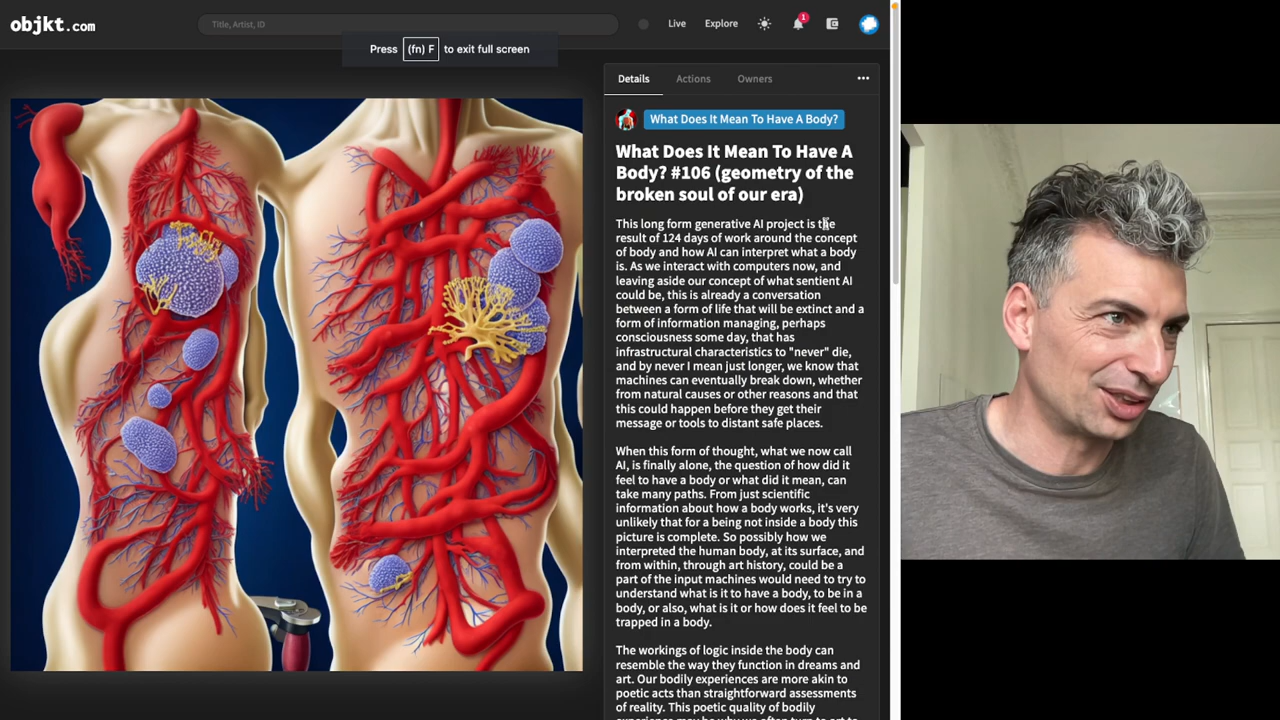 objkt.com
Title, Artist, ID
Live
Explore
1
Press (fn) F to exit full screen
Details
Actions
Owners
What Does It Mean To Have A Body?
What Does It Mean To Have A
Body? #106 (geometry of the
broken soul of our era)
This long form generative AI project is the
result of 124 days of work around the concept
of body and how AI can interpret what a body
is. As we interact with computers now, and
leaving aside our concept of what sentient AI
could be, this is already a conversation
between a form of life that will be extinct and a
form of information managing, perhaps
consciousness some day, that has
infrastructural characteristics to "never" die,
and by never I mean just longer, we know that
machines can eventually break down, whether
from natural causes or other reasons and that
this could happen before they get their
message or tools to distant safe places.
When this form of thought, what we now call
AI, is finally alone, the question of how did it
feel to have a body or what did it mean, can
take many paths. From just scientific
information about how a body works, it's very
unlikely that for a being not inside a body this
picture is complete. So possibly how we
interpreted the human body, at its surface, and
from within, through art history, could be a
part of the input machines would need to try to
understand what is it to have a body, to be in a
body, or also, what is it or how does it feel to be
trapped in a body.
The workings of logic inside the body can
resemble the way they function in dreams and
art. Our bodily experiences are more akin to
poetic acts than straightforward assessments
of reality. This poetic quality of bodily
experience may be why we often turn to art to